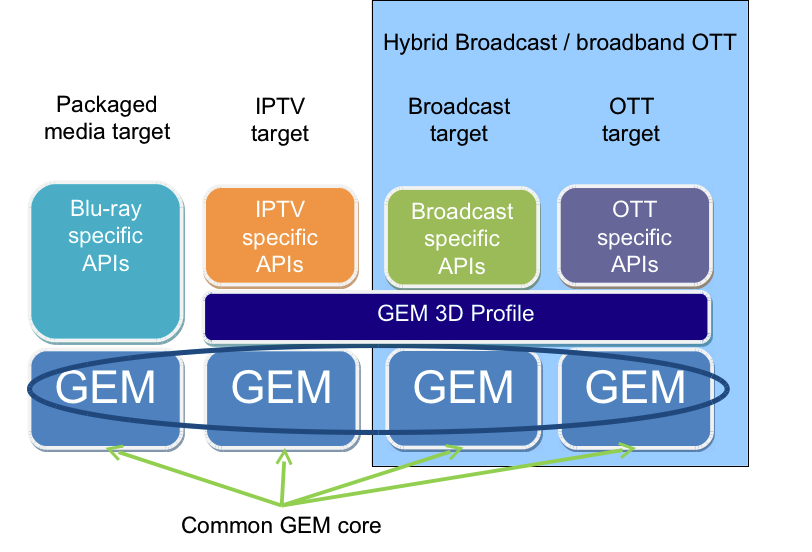 Hybrid Broadcast / broadband OTT
Packaged
media target
IPTV
target
Broadcast
target
OTT
target
Blu-ray
specific
APIs
IPTV
specific
APIs
Broadcast
specific
APIs
OTT
specific
APIs
GEM 3D Profile
GEM
GEM
GEM
GEM
Common GEM core